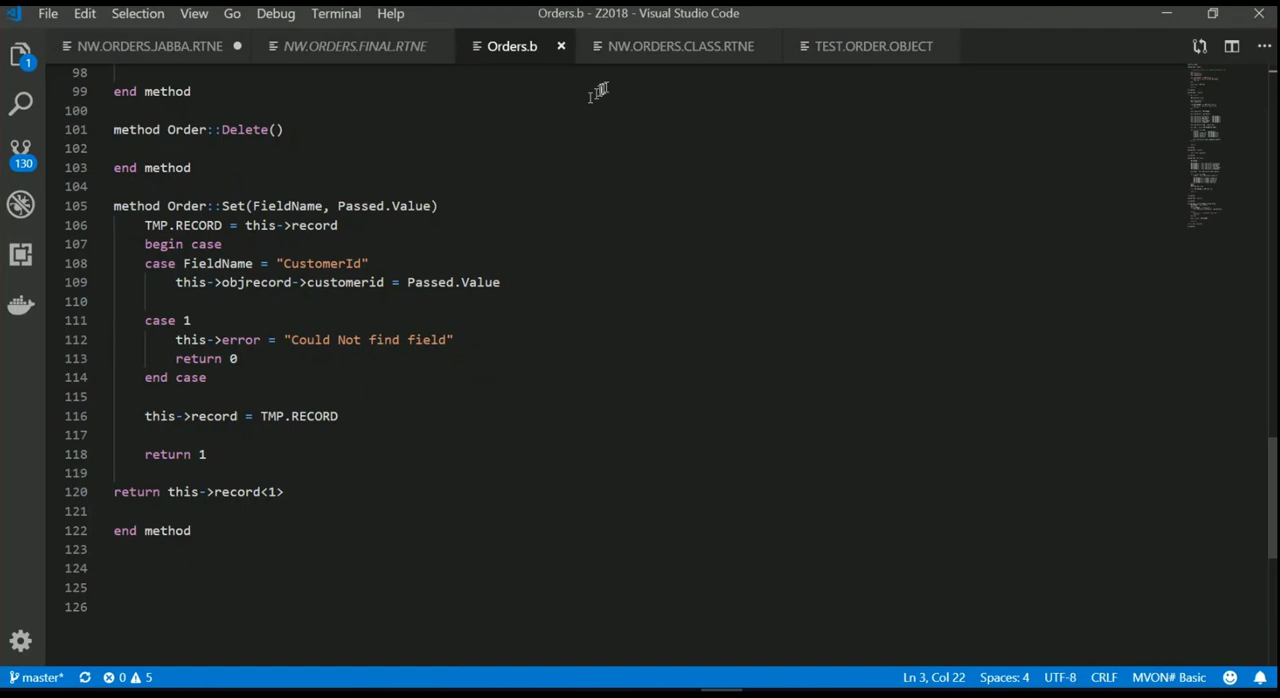 File Edit Selection View Go Debug Terminal Help Orders.b - Z2018 - Visual Studio Code
NW.ORDERS.JABBA.RTNE NW.ORDERS.FINAL.RTNE Orders.b NW.ORDERS.CLASS.RTNE TEST.ORDER.OBJECT
1
130
98
99 end method
100
101 method Order::Delete()
102
103 end method
104
105 method Order::Set(FieldName, Passed.Value)
106 TMP.RECORD = this->record
107 begin case
108 case FieldName = "CustomerId"
109 this->objrecord->customerid = Passed.Value
110
111 case 1
112 this->error = "Could Not find field"
113 return 0
114 end case
115
116 this->record = TMP.RECORD
117
118 return 1
119
120 return this->record<1>
121
122 end method
123
124
125
126
master* 0 5 Ln 3, Col 22 Spaces: 4 UTF-8 CRLF MVON# Basic